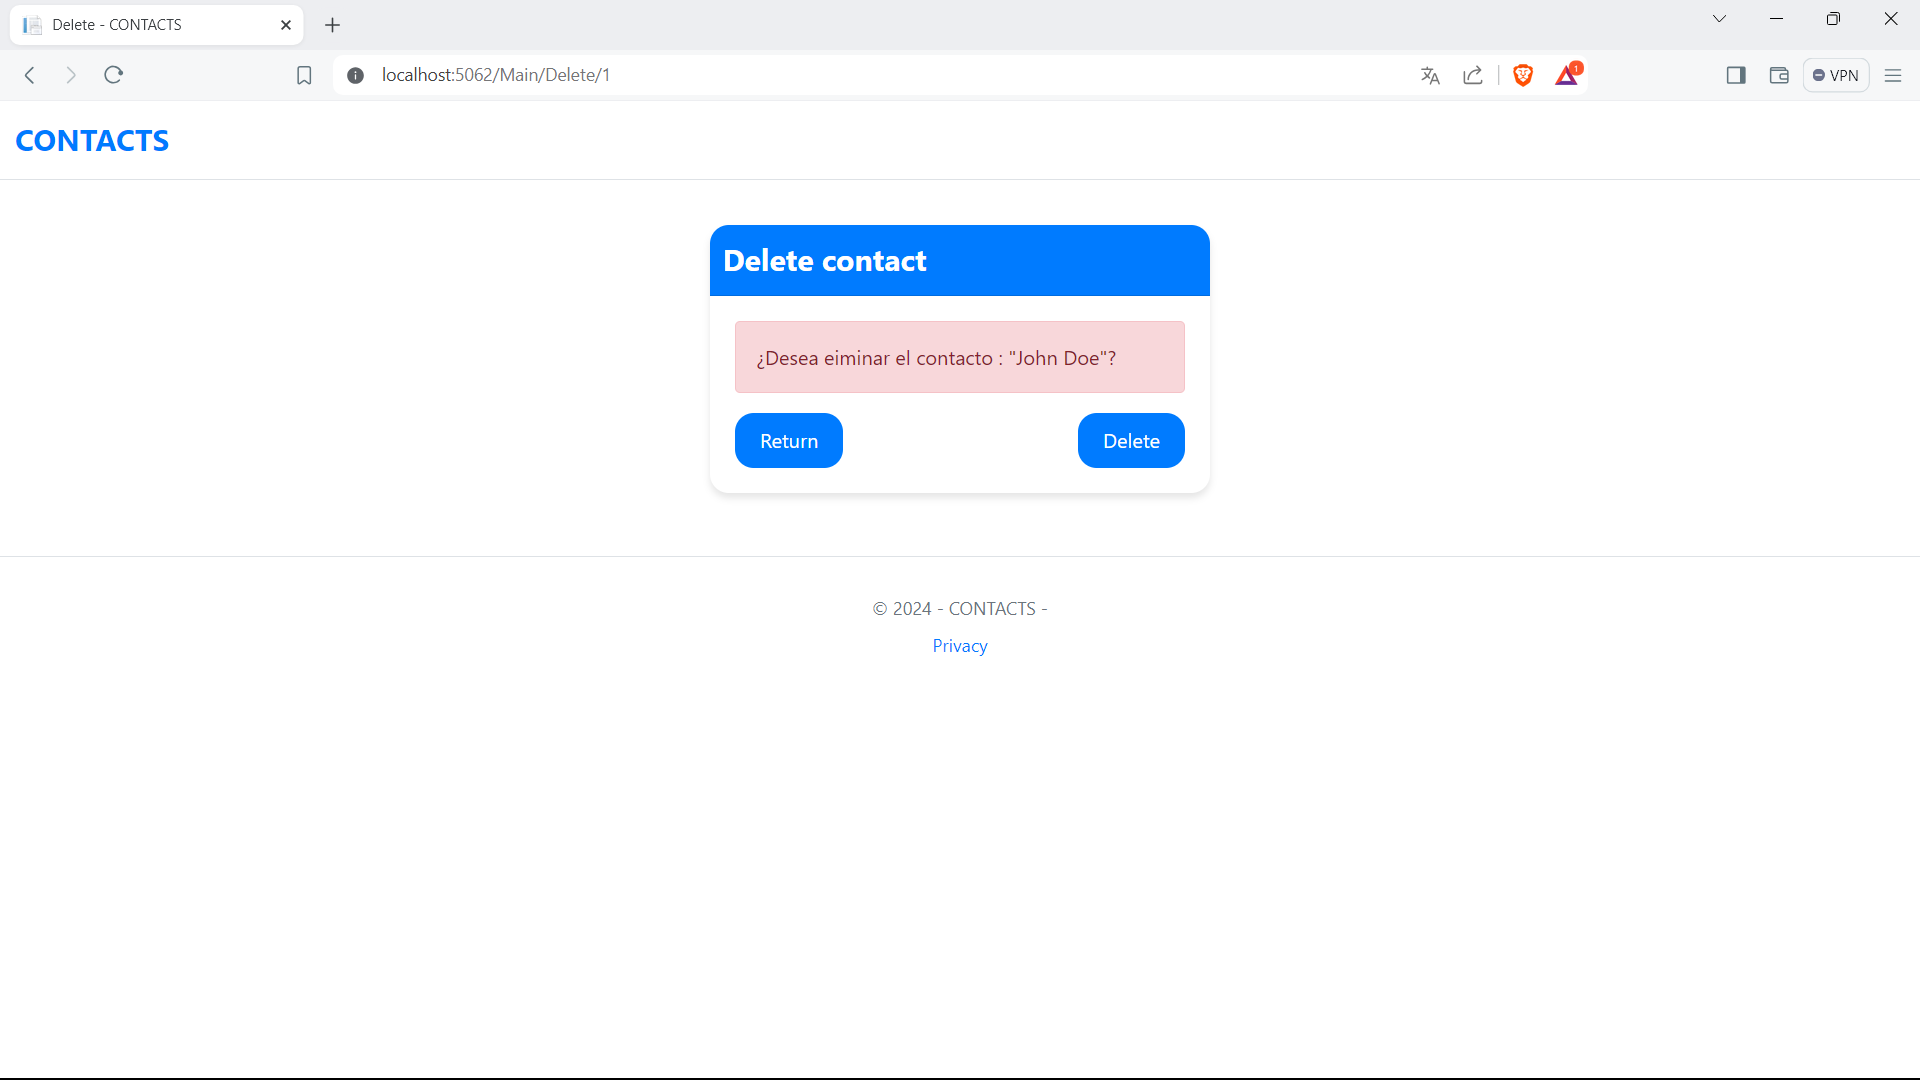 Delete - CONTACTS
localhost:5062/Main/Delete/1
1
VPN
CONTACTS
Delete contact
¿Desea eiminar el contacto : "John Doe"?
Return
Delete
© 2024 - CONTACTS -
Privacy